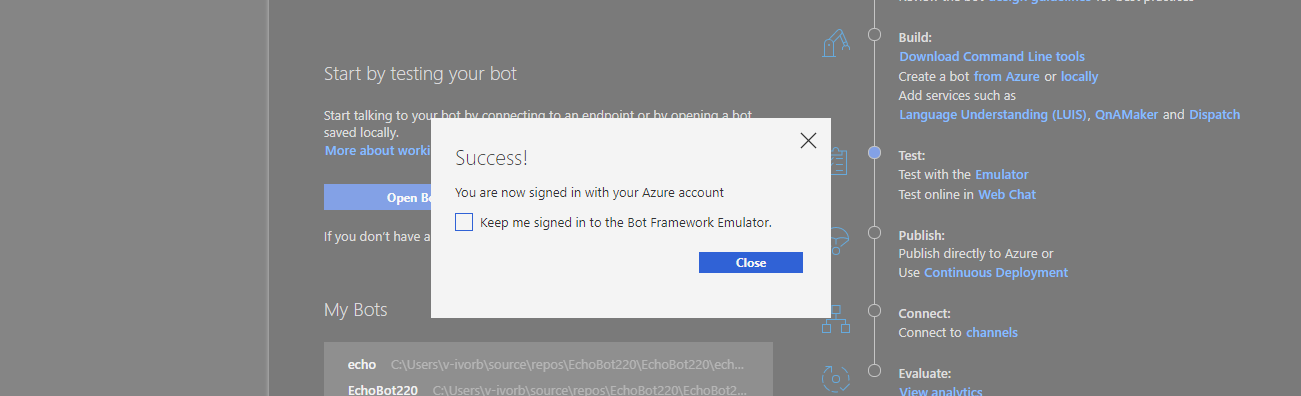 Start by testing your bot
Start talking to your bot by connecting to an endpoint or by opening a bot
saved locally.
More about worki
Open B
If you don't have a
My Bots
echo C:\Users\v-ivorb\source\repos\EchoBot220\EchoBot220\ech...
EchoBot220 C:\Users\v-ivorb\source\repos\EchoBot220\EchoBot2...
Success!
You are now signed in with your Azure account
Keep me signed in to the Bot Framework Emulator.
Close
design guidelines for best practices
Build:
Download Command Line tools
Create a bot from Azure or locally
Add services such as
Language Understanding (LUIS), QnAMaker and Dispatch
Test:
Test with the Emulator
Test online in Web Chat
Publish:
Publish directly to Azure or
Use Continuous Deployment
Connect:
Connect to channels
Evaluate:
View analytics